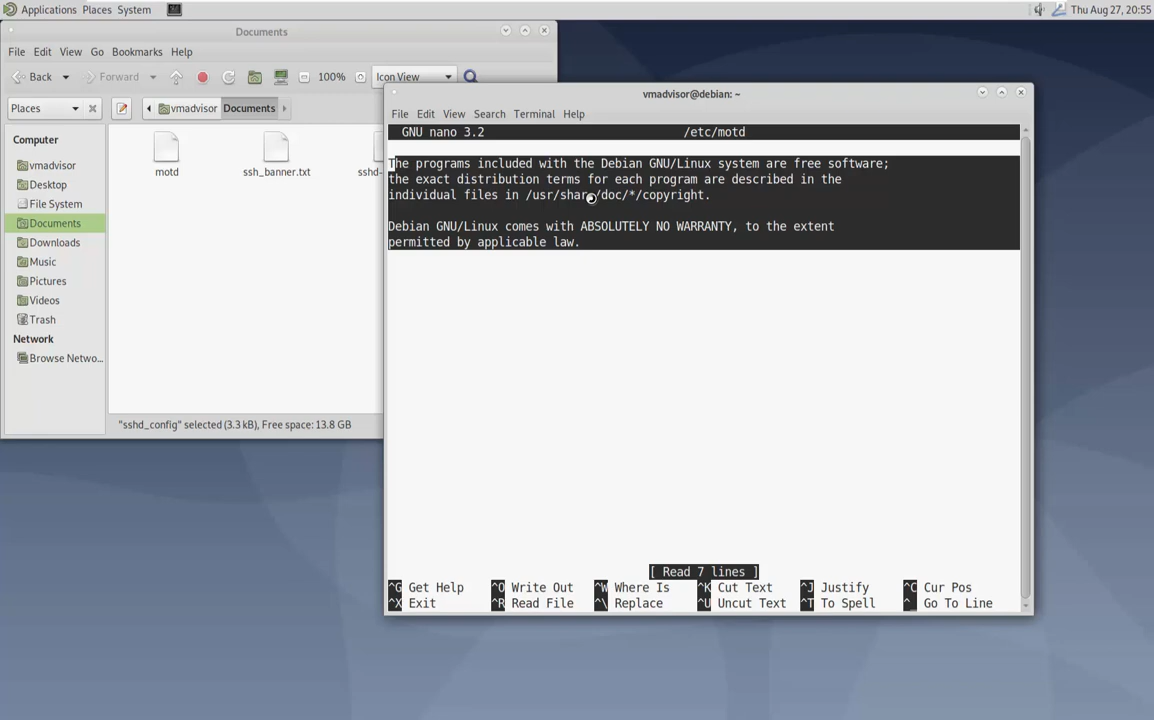 Applications Places System
Thu Aug 27, 20:55
Documents
File Edit View Go Bookmarks Help
Back Forward 100% Icon View
Places vmadvisor Documents
Computer
vmadvisor
Desktop
File System
Documents
Downloads
Music
Pictures
Videos
Trash
Network
Browse Netwo...
motd
ssh_banner.txt
sshd-
"sshd_config" selected (3.3 kB), Free space: 13.8 GB
vmadvisor@debian: ~
File Edit View Search Terminal Help
GNU nano 3.2 /etc/motd
The programs included with the Debian GNU/Linux system are free software;
the exact distribution terms for each program are described in the
individual files in /usr/share/doc/*/copyright.
Debian GNU/Linux comes with ABSOLUTELY NO WARRANTY, to the extent
permitted by applicable law.
[ Read 7 lines ]
^G Get Help ^O Write Out ^W Where Is ^K Cut Text ^J Justify ^C Cur Pos
^X Exit ^R Read File ^\ Replace ^U Uncut Text ^T To Spell ^_ Go To Line